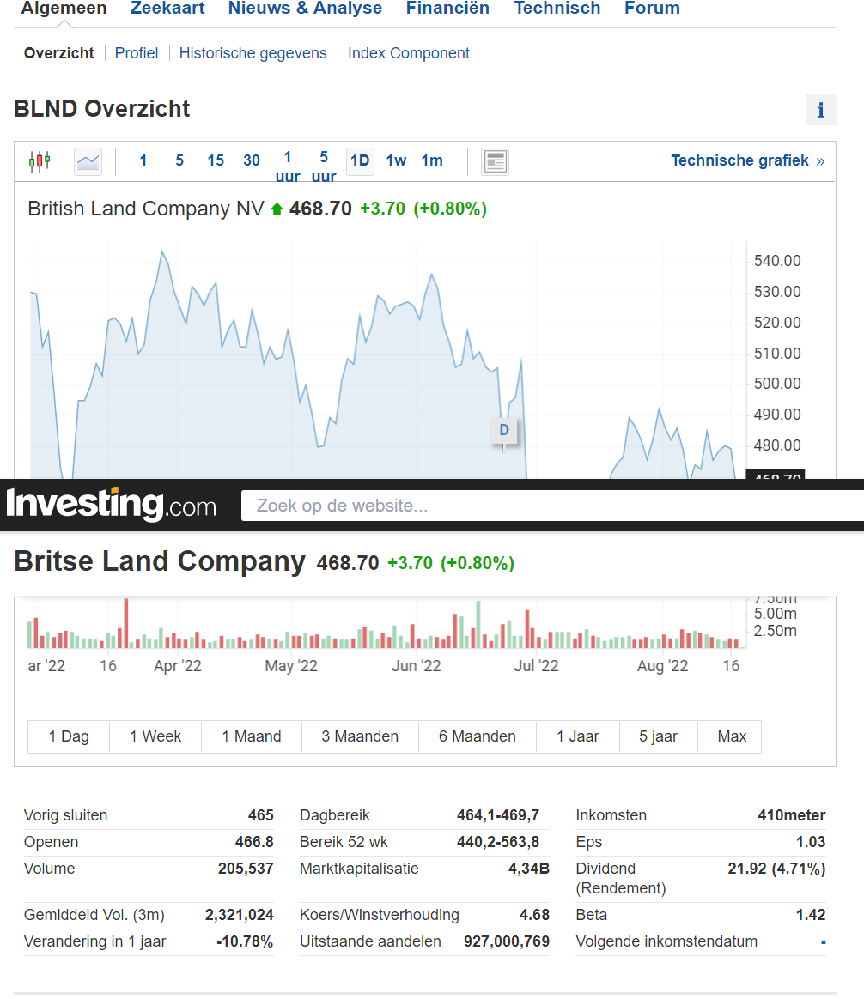 Algemeen Zeekaart Nieuws & Analyse Financiën Technisch Forum
Overzicht Profiel Historische gegevens Index Component
BLND Overzicht
i
1 5 15 30 1 uur 5 uur 1D 1w 1m Technische grafiek »
British Land Company NV 468.70 +3.70 (+0.80%)
540.00
530.00
520.00
510.00
500.00
490.00
D
480.00
468.70
Investing.com Zoek op de website...
Britse Land Company 468.70 +3.70 (+0.80%)
7.50m
5.00m
2.50m
ar '22 16 Apr '22 May '22 Jun '22 Jul '22 Aug '22 16
1 Dag 1 Week 1 Maand 3 Maanden 6 Maanden 1 Jaar 5 jaar Max
Vorig sluiten 465 Dagbereik 464,1-469,7 Inkomsten 410meter
Openen 466.8 Bereik 52 wk 440,2-563,8 Eps 1.03
Volume 205,537 Marktkapitalisatie 4,34B Dividend 21.92 (4.71%)
(Rendement)
Gemiddeld Vol. (3m) 2,321,024 Koers/Winstverhouding 4.68 Beta 1.42
Verandering in 1 jaar -10.78% Uitstaande aandelen 927,000,769 Volgende inkomstendatum -